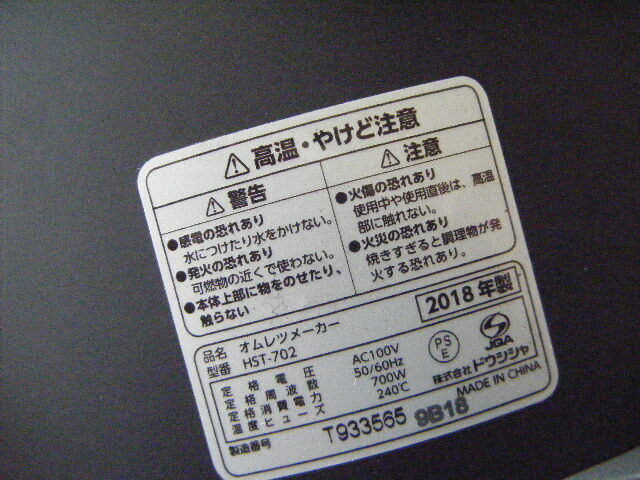 ⚠ 高温・やけど注意
⚠ 警告
●感電の恐れあり
水につけたり水をかけない。
●発火の恐れあり
可燃物の近くで使わない。
●本体上部に物をのせたり、
触らない
⚠ 注意
●火傷の恐れあり
使用中や使用直後は、高温
部に触れない。
●火災の恐れあり
焼きすぎると調理物が発
火する恐れあり。
品名 オムレツメーカー
型番 HST-702
2018年製
定格電圧 AC100V
定格周波数 50/60Hz
定格消費電力 700W
温度ヒューズ 240℃
PS
E
JQA
株式会社ドウシシャ
MADE IN CHINA
製造番号 T933565 9B18